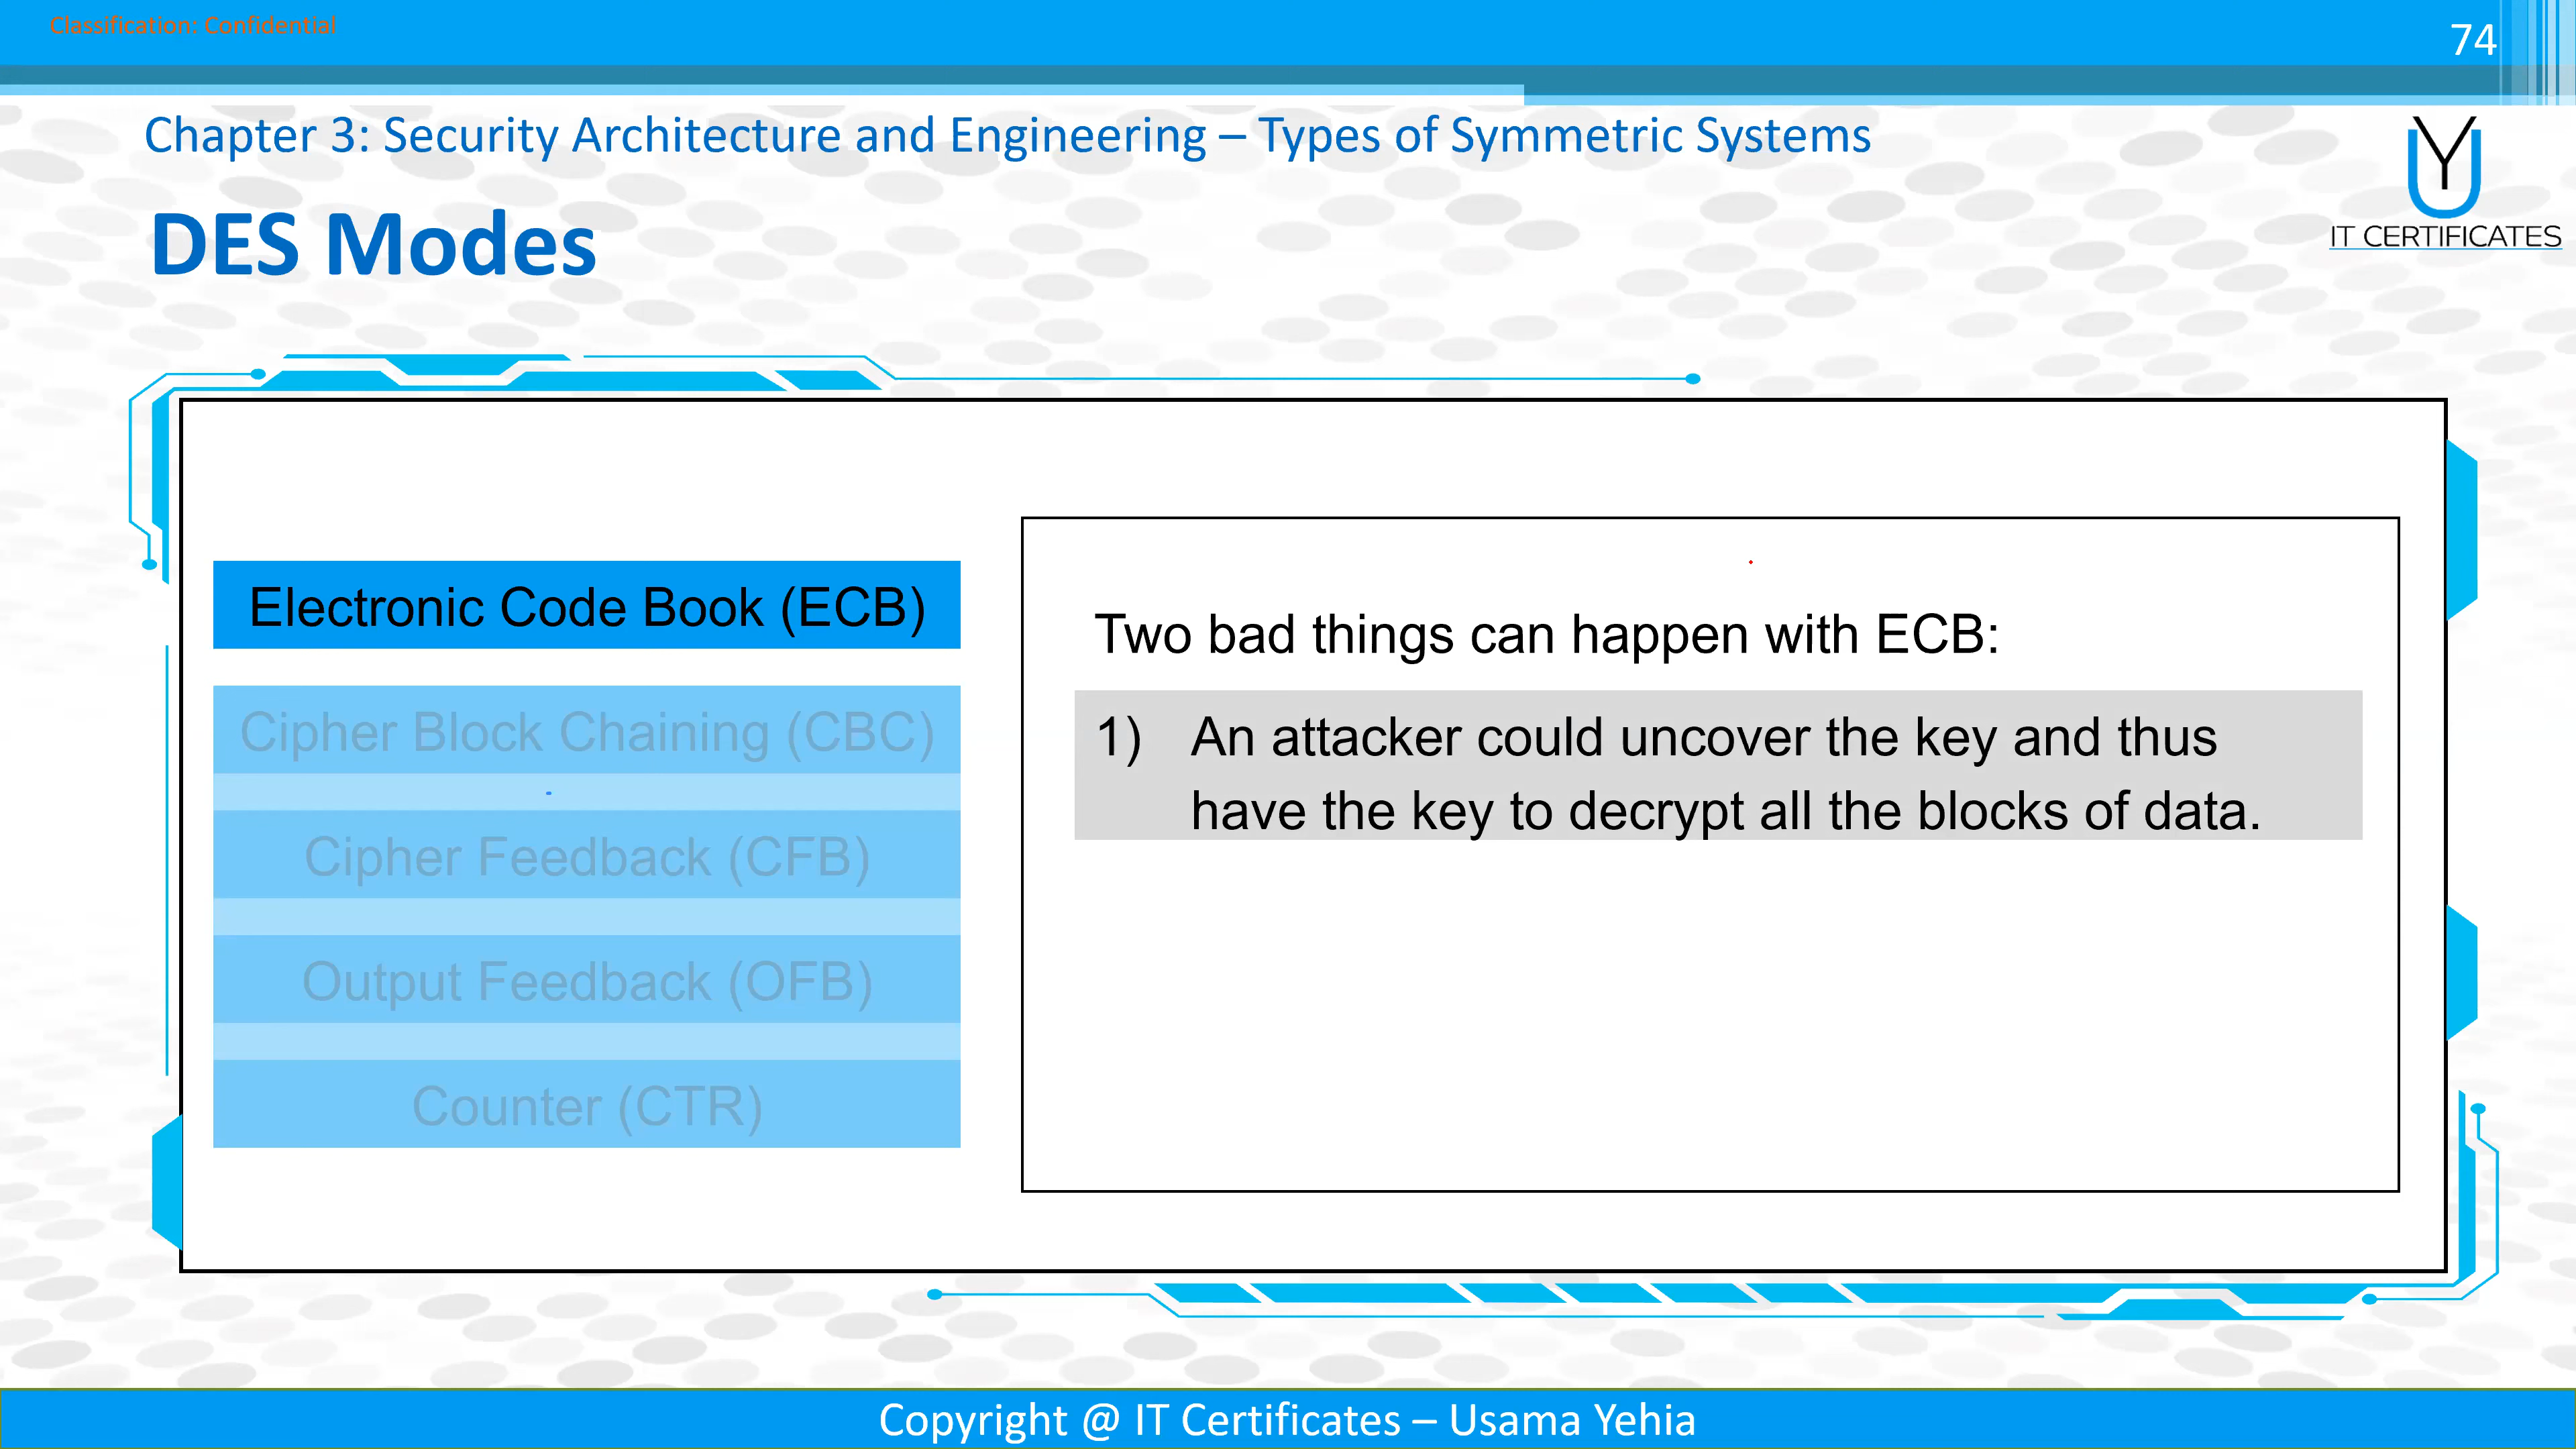 Classification: Confidential
74
Chapter 3: Security Architecture and Engineering – Types of Symmetric Systems
IT CERTIFICATES
DES Modes
Electronic Code Book (ECB)
Cipher Block Chaining (CBC)
Cipher Feedback (CFB)
Output Feedback (OFB)
Counter (CTR)
Two bad things can happen with ECB:
1) An attacker could uncover the key and thus
have the key to decrypt all the blocks of data.
Copyright @ IT Certificates – Usama Yehia